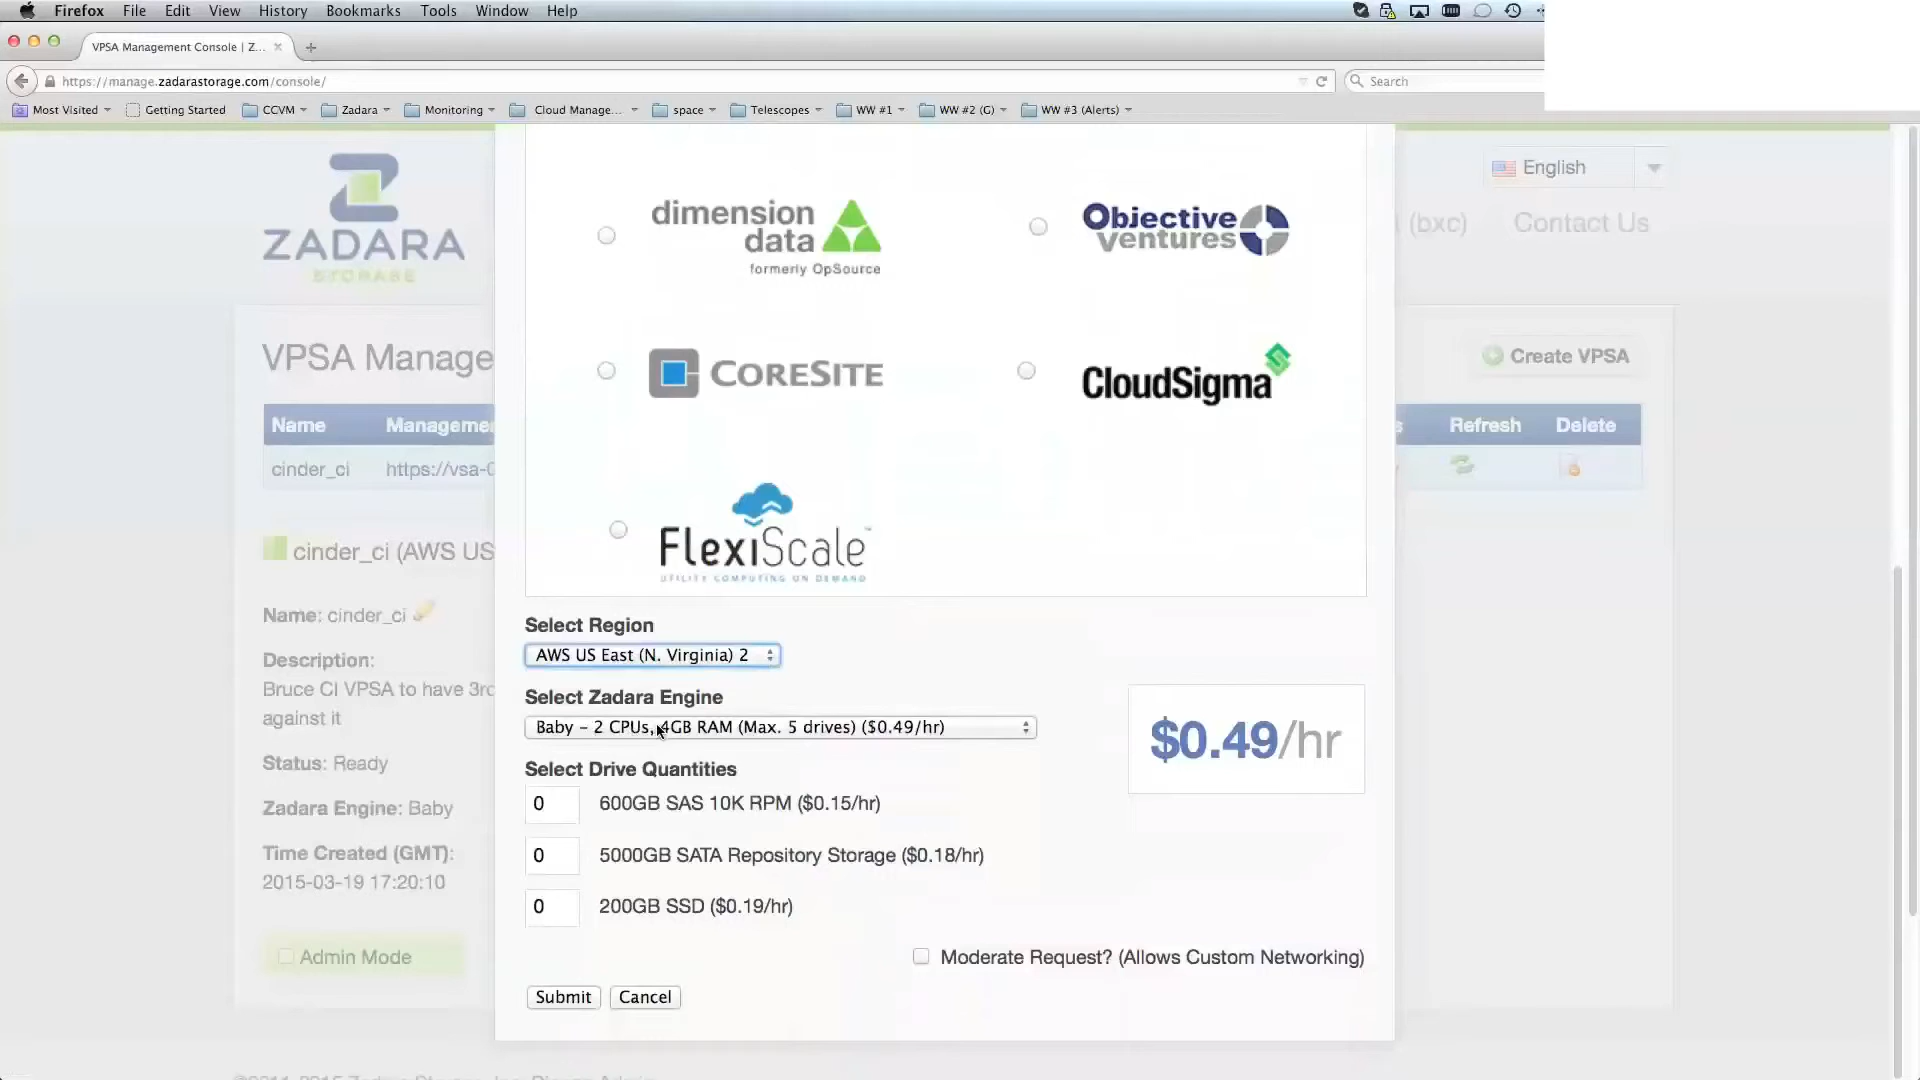 Firefox File Edit View History Bookmarks Tools Window Help
VPSA Management Console | Z...
https://manage.zadarastorage.com/console/
Search
Most Visited Getting Started CCVM Zadara Monitoring Cloud Manage... space Telescopes WW #1 WW #2 (G) WW #3 (Alerts)
English
ZADARA
STORAGE
(bxc) Contact Us
dimension
data
formerly OpSource
Objective
ventures
VPSA Manage
Create VPSA
CORESITE
CloudSigma
Name Managemen
s Refresh Delete
cinder_ci https://vsa-0
FLEXISCALE
UTILITY COMPUTING ON DEMAND
cinder_ci (AWS US
Name: cinder_ci
Description:
Bruce CI VPSA to have 3rd
against it
Status: Ready
Zadara Engine: Baby
Time Created (GMT):
2015-03-19 17:20:10
Admin Mode
Select Region
AWS US East (N. Virginia) 2
Select Zadara Engine
Baby – 2 CPUs, 4GB RAM (Max. 5 drives) ($0.49/hr)
$0.49/hr
Select Drive Quantities
0 600GB SAS 10K RPM ($0.15/hr)
0 5000GB SATA Repository Storage ($0.18/hr)
0 200GB SSD ($0.19/hr)
Moderate Request? (Allows Custom Networking)
Submit Cancel